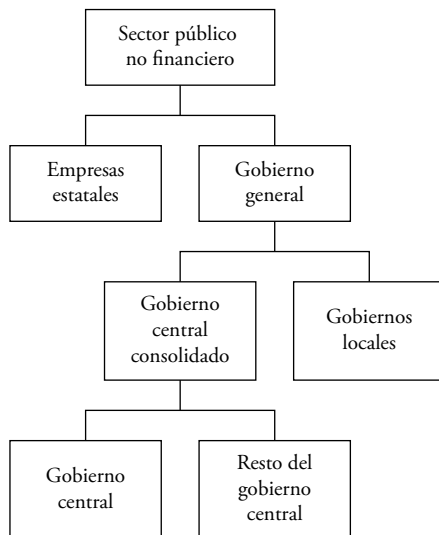 Sector público
no financiero
Empresas
estatales
Gobierno
general
Gobierno
central
consolidado
Gobiernos
locales
Gobierno
central
Resto del
gobierno
central